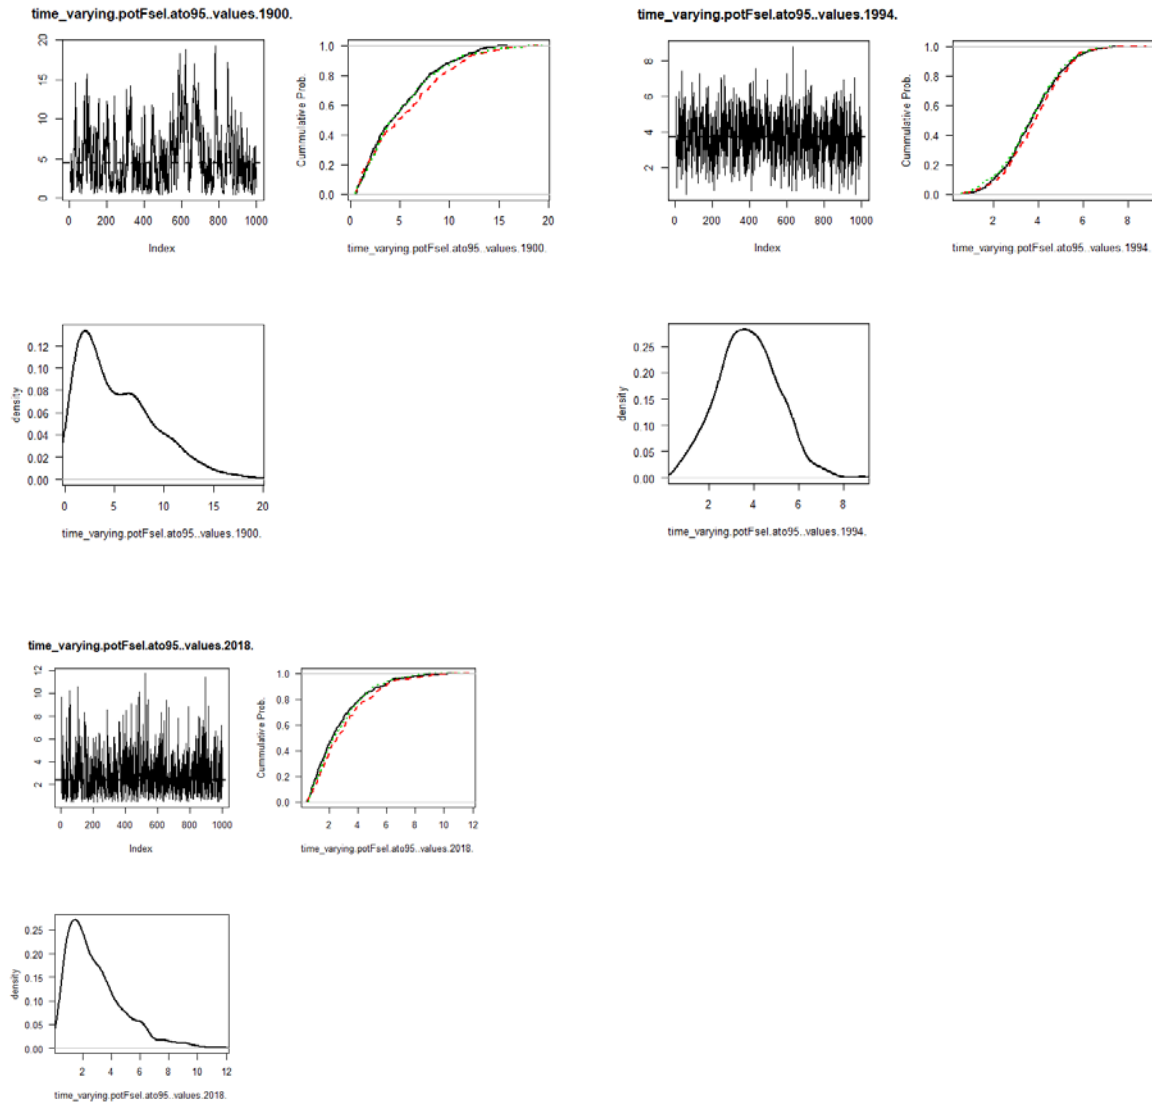 time_varying.potFsel.ato95..values.1900.
20
15
10
5
0
0 200 400 600 800 1000
Index
Cummulative Prob.
1.0
0.8
0.6
0.4
0.2
0.0
0 5 10 15 20
time_varying.potFsel.ato95..values.1900.
density
0.12
0.10
0.08
0.06
0.04
0.02
0.00
0 5 10 15 20
time_varying.potFsel.ato95..values.1900.
time_varying.potFsel.ato95..values.1994.
8
6
4
2
0 200 400 600 800 1000
Index
Cummulative Prob.
1.0
0.8
0.6
0.4
0.2
0.0
2 4 6 8
time_varying.potFsel.ato95..values.1994.
density
0.25
0.20
0.15
0.10
0.05
0.00
2 4 6 8
time_varying.potFsel.ato95..values.1994.
time_varying.potFsel.ato95..values.2018.
12
10
8
6
4
2
0 200 400 600 800 1000
Index
Cummulative Prob.
1.0
0.8
0.6
0.4
0.2
0.0
2 4 6 8 10 12
time_varying.potFsel.ato95..values.2018.
density
0.25
0.20
0.15
0.10
0.05
0.00
2 4 6 8 10 12
time_varying.potFsel.ato95..values.2018.